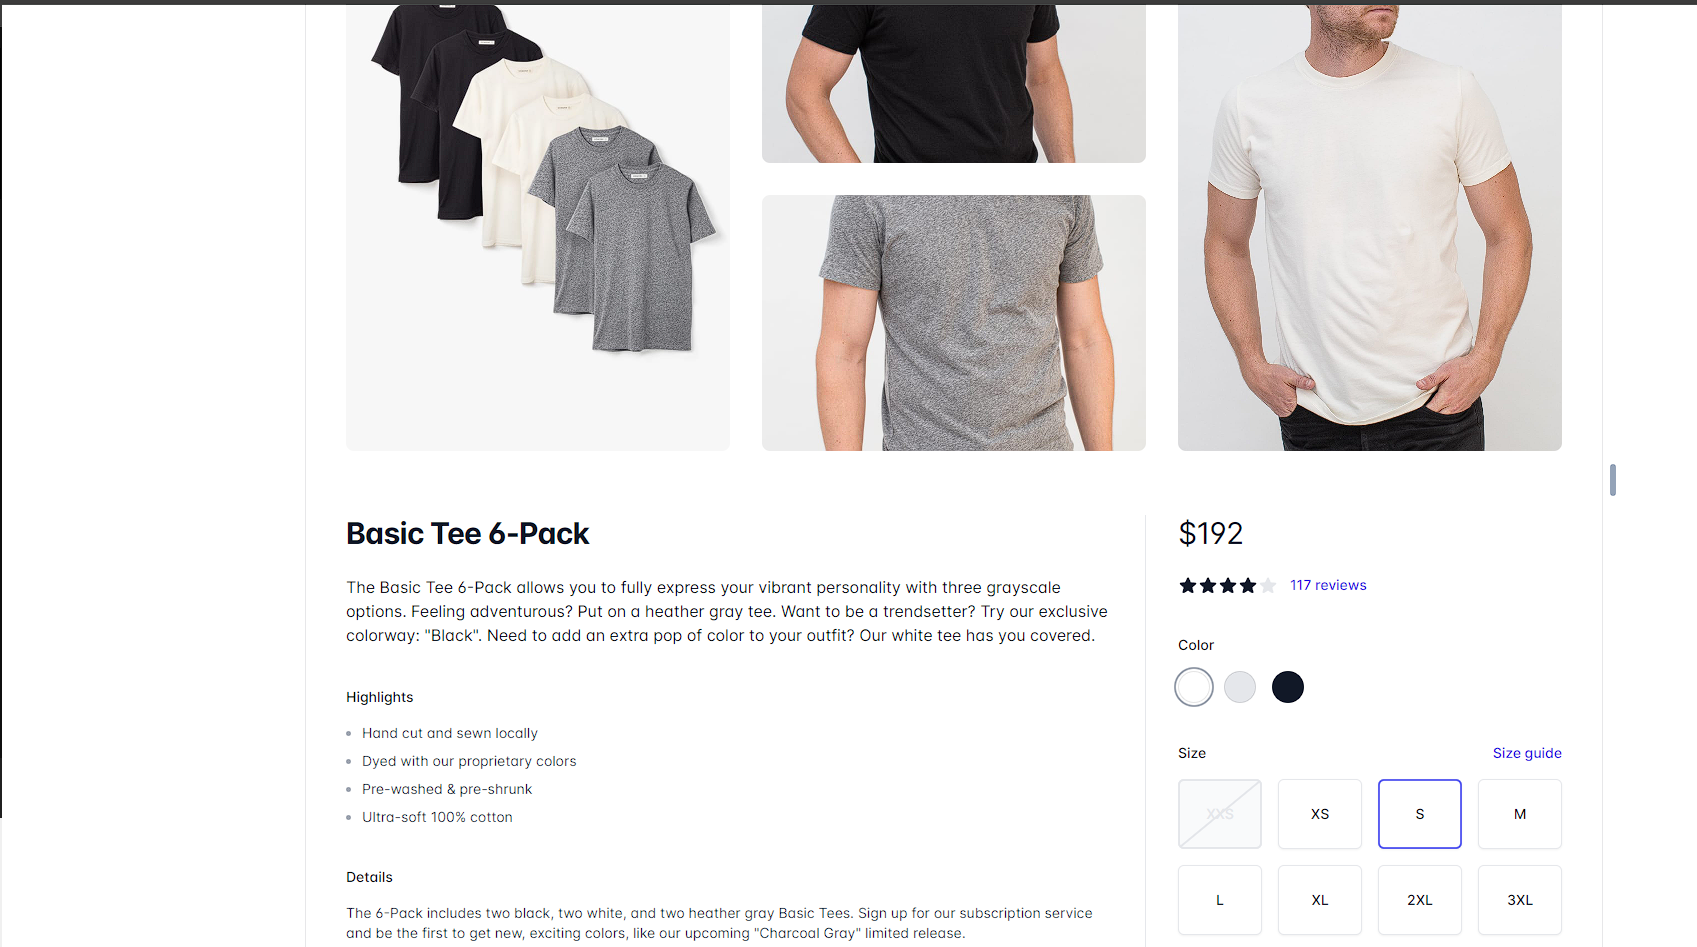 Basic Tee 6-Pack
The Basic Tee 6-Pack allows you to fully express your vibrant personality with three grayscale
options. Feeling adventurous? Put on a heather gray tee. Want to be a trendsetter? Try our exclusive
colorway: "Black". Need to add an extra pop of color to your outfit? Our white tee has you covered.
Highlights
Hand cut and sewn locally
Dyed with our proprietary colors
Pre-washed & pre-shrunk
Ultra-soft 100% cotton
Details
The 6-Pack includes two black, two white, and two heather gray Basic Tees. Sign up for our subscription service
and be the first to get new, exciting colors, like our upcoming "Charcoal Gray" limited release.
$192
117 reviews
Color
Size
Size guide
XXS
XS
S
M
L
XL
2XL
3XL